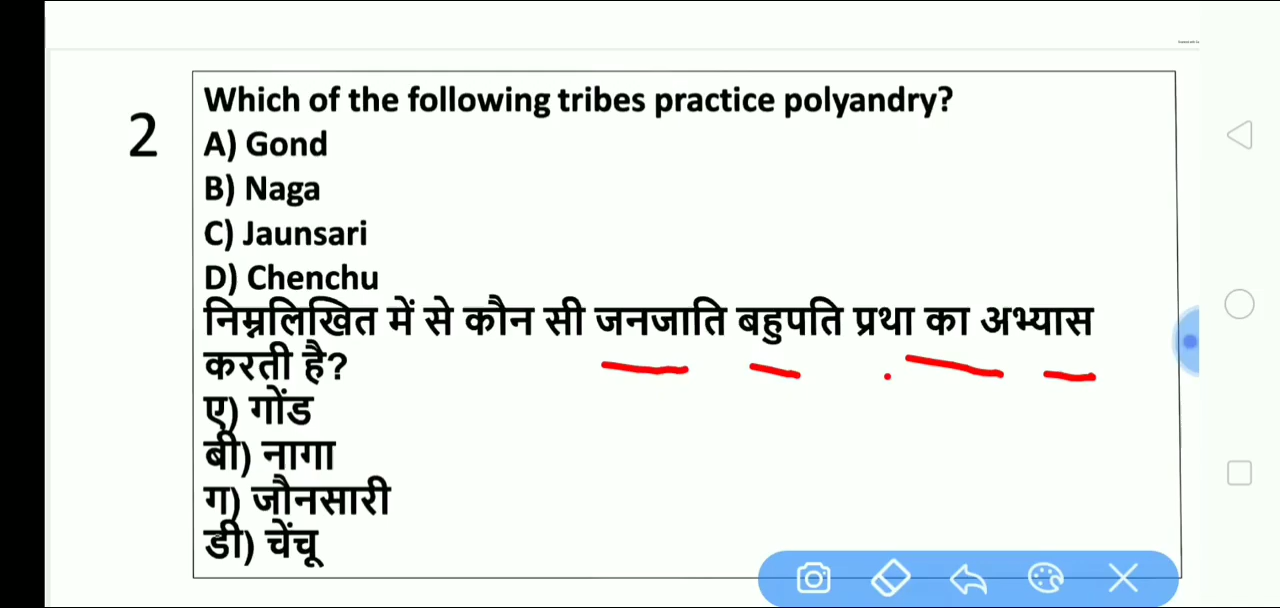 2
Which of the following tribes practice polyandry?
A) Gond
B) Naga
C) Jaunsari
D) Chenchu
निम्नलिखित में से कौन सी जनजाति बहुपति प्रथा का अभ्यास
करती है?
ए) गोंड
बी) नागा
ग) जौनसारी
डी) चेंचू